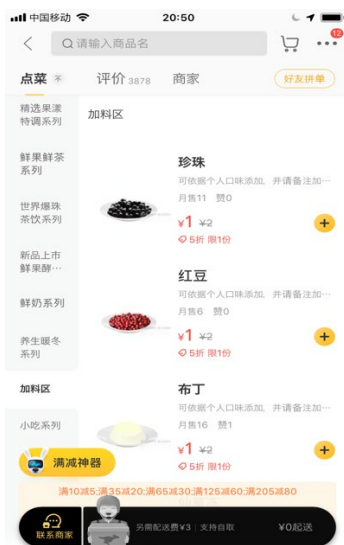 中国移动
20:50
请输入商品名
12
点菜
评价 3878
商家
好友拼单
精选果漾
特调系列
鲜果鲜茶
系列
世界爆珠
茶饮系列
新品上市
鲜果酵…
鲜奶系列
养生暖冬
系列
加料区
小吃系列
加料区
珍珠
可依据个人口味添加，并请备注加…
月售11 赞0
¥1 ¥2
5折 限1份
红豆
可依据个人口味添加，并请备注加…
月售6 赞0
¥1 ¥2
5折 限1份
布丁
可依据个人口味添加，并请备注加…
月售16 赞1
¥1 ¥2
5折 限1份
满减神器
满10减5;满35减20;满65减30;满125减60;满205减80
联系商家
另需配送费¥3 | 支持自取
¥0起送